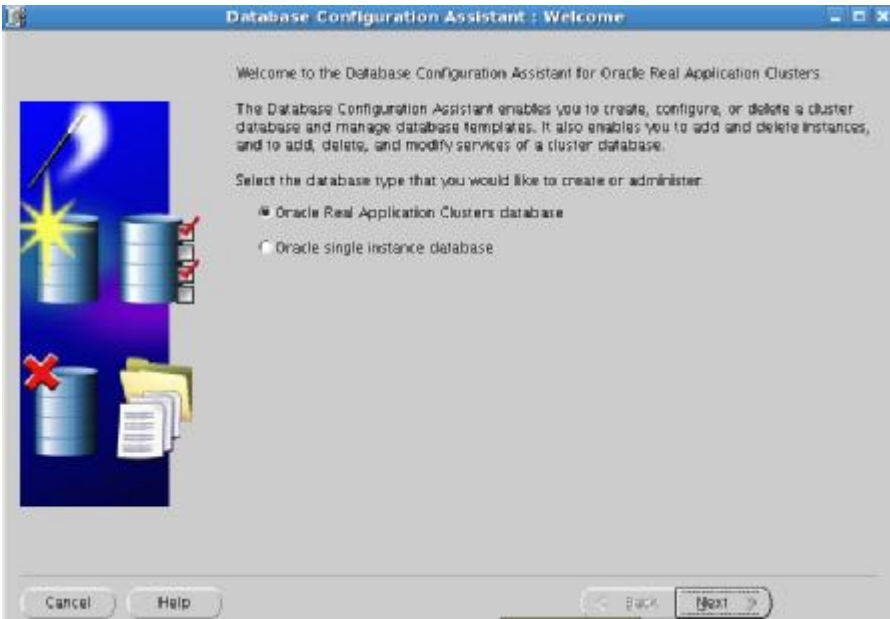 Database Configuration Assistant : Welcome
Welcome to the Database Configuration Assistant for Oracle Real Application Clusters.
The Database Configuration Assistant enables you to create, configure, or delete a cluster
database and manage database templates. It also enables you to add and delete instances,
and to add, delete, and modify services of a cluster database.
Select the database type that you would like to create or administer:
Oracle Real Application Clusters database
Oracle single instance database
Cancel
Help
Back
Next